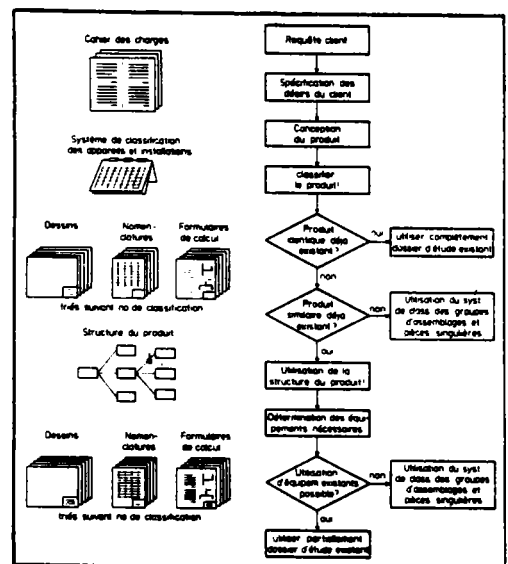 Cahier des charges
Système de classification
des appareils et installations
Dessins
Nomen-
clatures
Formulaires
de calcul
triés suivant no de classification
Structure du produit
Dessins
Nomen-
clatures
Formulaires
de calcul
triés suivant no de classification
Requête client
Spécification des
désirs du client
Conception
du produit
classifier
le produit!
Produit
identique déjà
existant?
oui
utiliser complètement
dossier d'étude existant
non
Produit
similaire déjà
existant?
non
Utilisation du syst
de class des groupes
d'assemblages et
pièces singulières
oui
Utilisation de la
structure du produit!
Détermination des équi-
pements nécessaires
Utilisation
d'équipem existants
possible?
non
Utilisation du syst
de class des groupes
d'assemblages et
pièces singulières
oui
utiliser partiellement
dossier d'étude existant